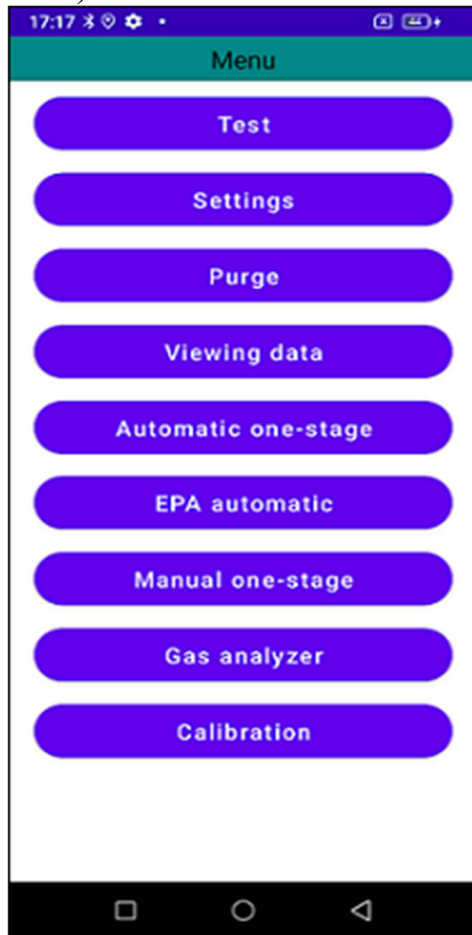 17:17 44
Menu
Test
Settings
Purge
Viewing data
Automatic one-stage
EPA automatic
Manual one-stage
Gas analyzer
Calibration